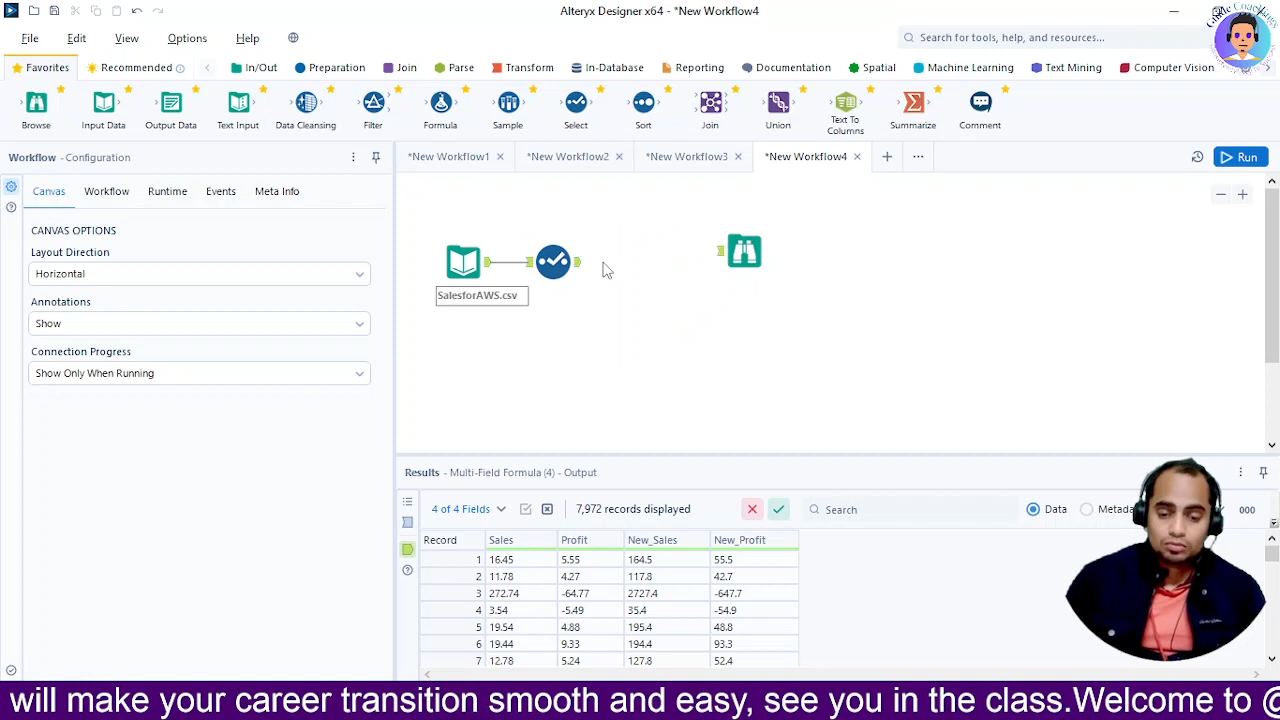 Alteryx Designer x64 - *New Workflow4
File Edit View Options Help
Search for tools, help, and resources...
Favorites Recommended In/Out Preparation Join Parse Transform In-Database Reporting Documentation Spatial Machine Learning Text Mining Computer Vision
Browse Input Data Output Data Text Input Data Cleansing Filter Formula Sample Select Sort Join Union Text To Columns Summarize Comment
Workflow - Configuration
*New Workflow1 *New Workflow2 *New Workflow3 *New Workflow4
Run
Canvas Workflow Runtime Events Meta Info
CANVAS OPTIONS
Layout Direction
Horizontal
Annotations
Show
Connection Progress
Show Only When Running
SalesforAWS.csv
Results - Multi-Field Formula (4) - Output
4 of 4 Fields 7,972 records displayed Search Data Metada 000
Record Sales Profit New_Sales New_Profit
1 16.45 5.55 164.5 55.5
2 11.78 4.27 117.8 42.7
3 272.74 -64.77 2727.4 -647.7
4 3.54 -5.49 35.4 -54.9
5 19.54 4.88 195.4 48.8
6 19.44 9.33 194.4 93.3
7 12.78 5.24 127.8 52.4
will make your career transition smooth and easy, see you in the class.Welcome to @